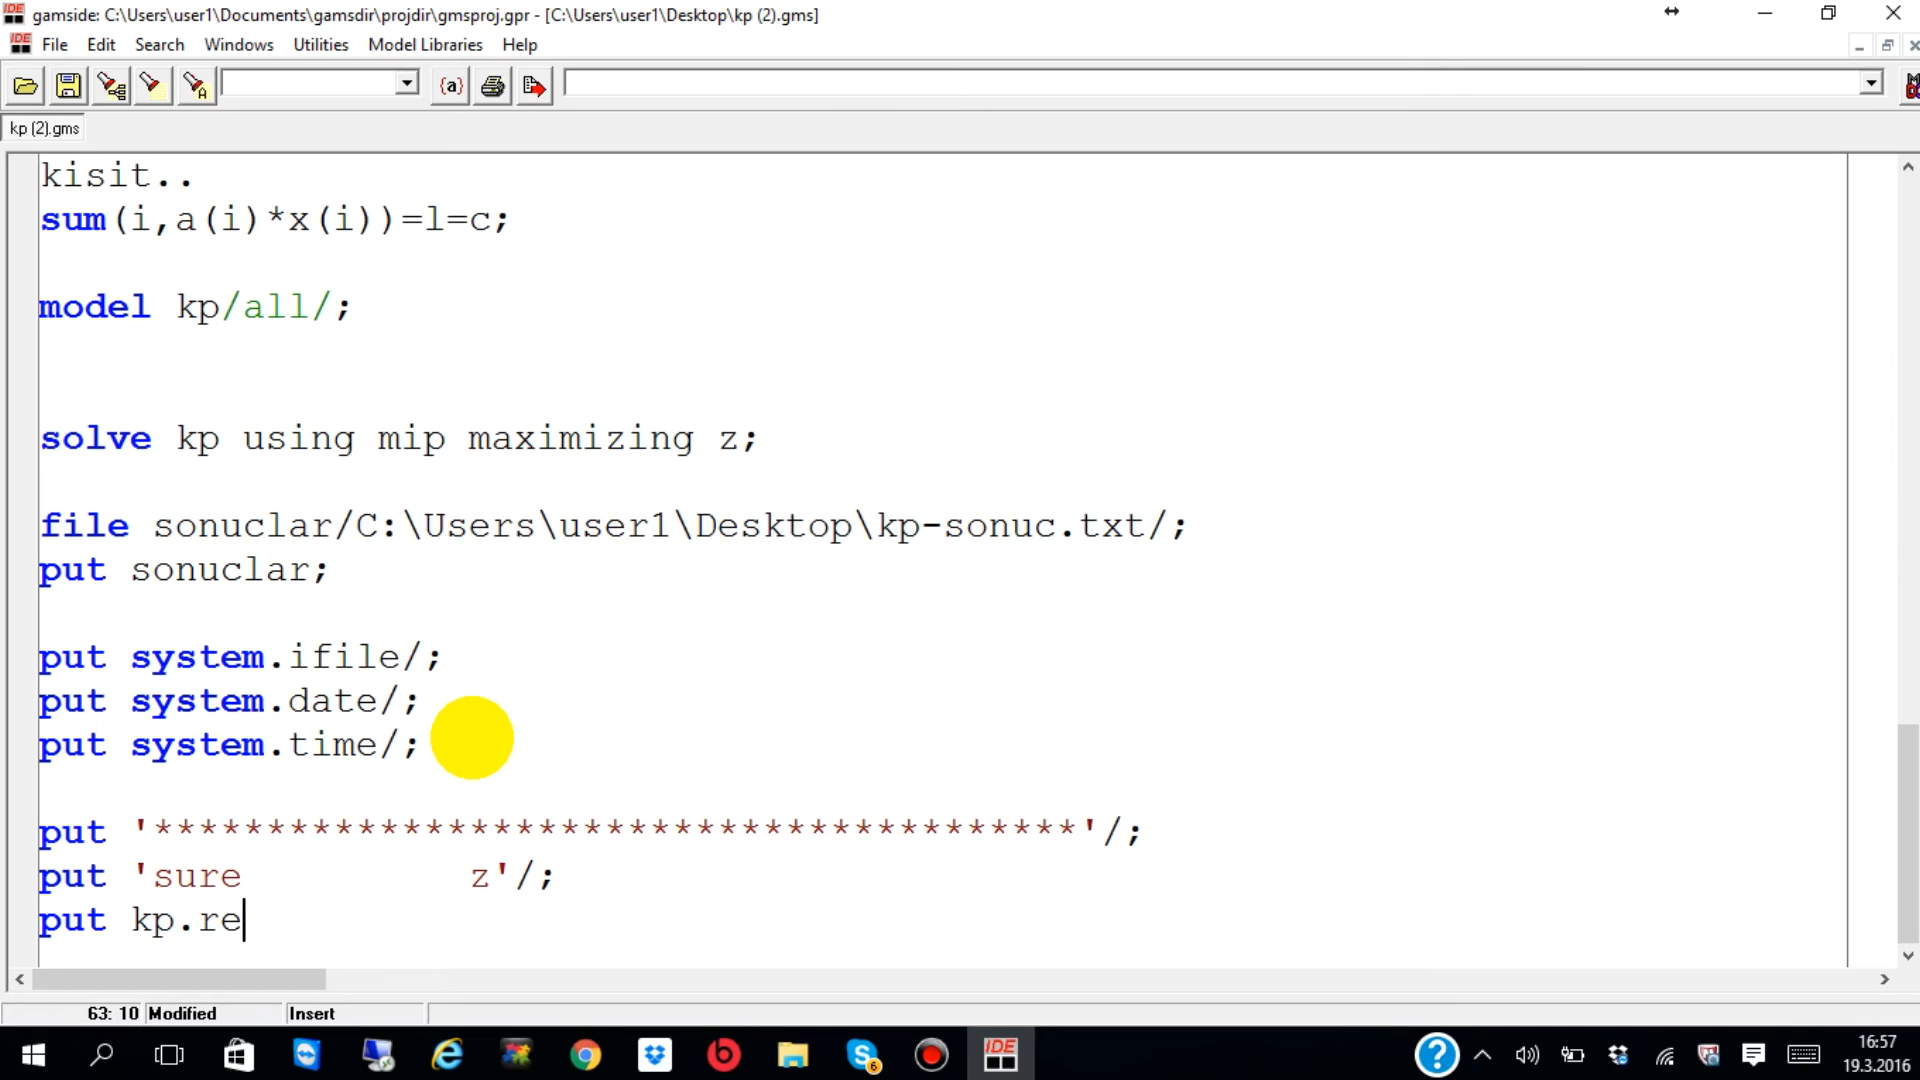 gamside: C:\Users\user1\Documents\gamsdir\projdir\gmsproj.gpr - [C:\Users\user1\Desktop\kp (2).gms]
IDE File Edit Search Windows Utilities Model Libraries Help
{a}
kp (2).gms
kisit..
sum(i,a(i)*x(i))=l=c;
model kp/all/;
solve kp using mip maximizing z;
file sonuclar/C:\Users\user1\Desktop\kp-sonuc.txt/;
put sonuclar;
put system.ifile/;
put system.date/;
put system.time/;
put '*****************************************'/;
put 'sure          z'/;
put kp.re
63: 10 Modified Insert
6
IDE
16:57
19.3.2016